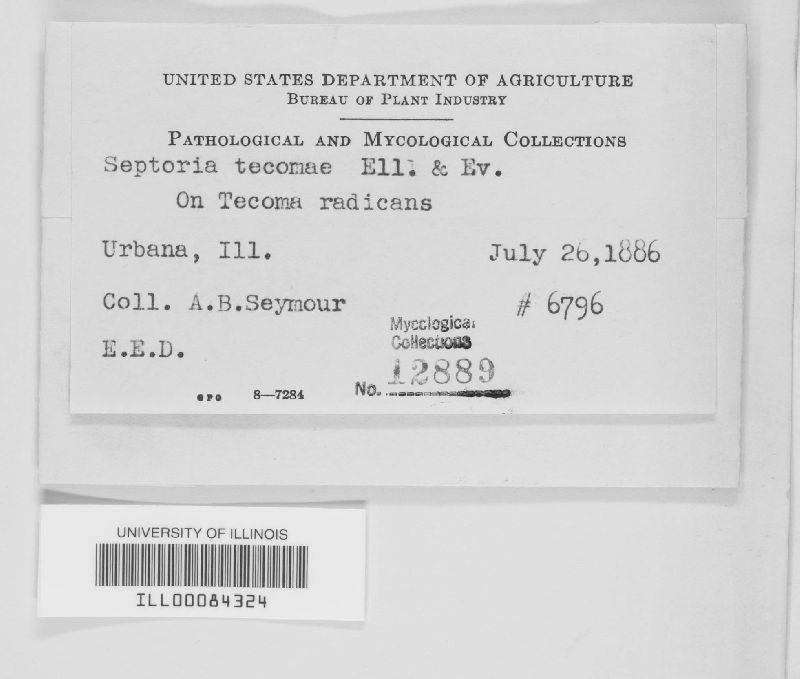 UNITED STATES DEPARTMENT OF AGRICULTURE
BUREAU OF PLANT INDUSTRY
PATHOLOGICAL AND MYCOLOGICAL COLLECTIONS
Septoria tecomae Ell. & Ev.
On Tecoma radicans
Urbana, Ill. July 26,1886
Coll. A.B.Seymour # 6796
E.E.D.
Mycological
Collections
No. 12889
GPO 8—7284
UNIVERSITY OF ILLINOIS
ILL00084324